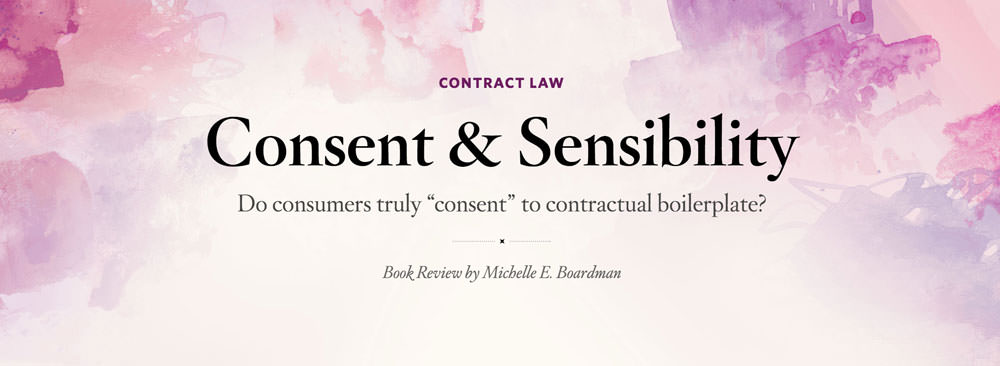 CONTRACT LAW
Consent & Sensibility
Do consumers truly “consent” to contractual boilerplate?
Book Review by Michelle E. Boardman